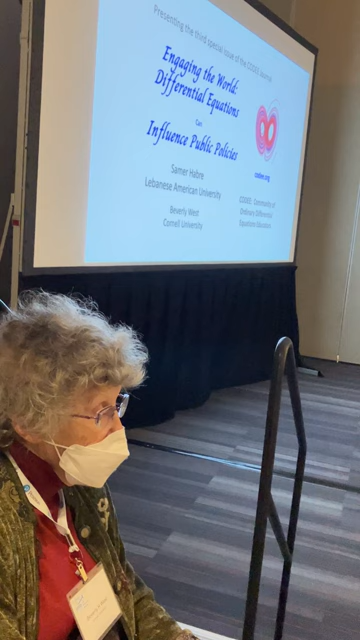 Presenting the third special issue of the CODEE Journal
Engaging the World:
Differential Equations
Can
Influence Public Policies
Samer Habre
Lebanese American University
Beverly West
Cornell University
codee.org
CODEE: Community of
Ordinary Differential
Equations Educators